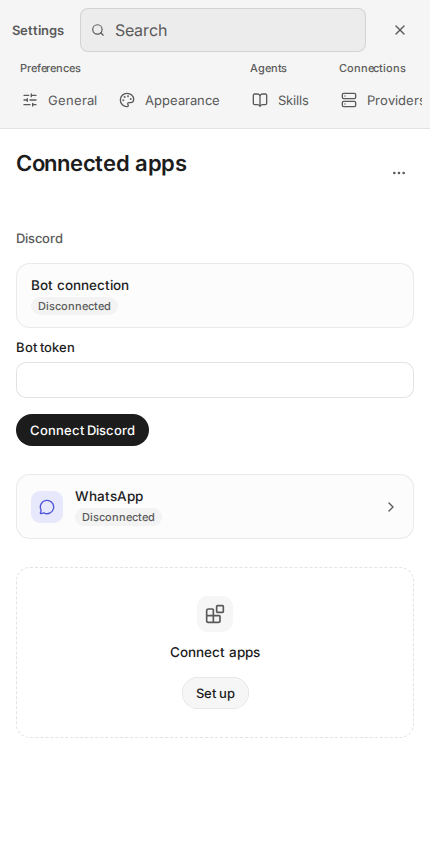 Settings
Search
Preferences
Agents
Connections
General
Appearance
Skills
Providers
Connected apps
Discord
Bot connection
Disconnected
Bot token
Connect Discord
WhatsApp
Disconnected
Connect apps
Set up